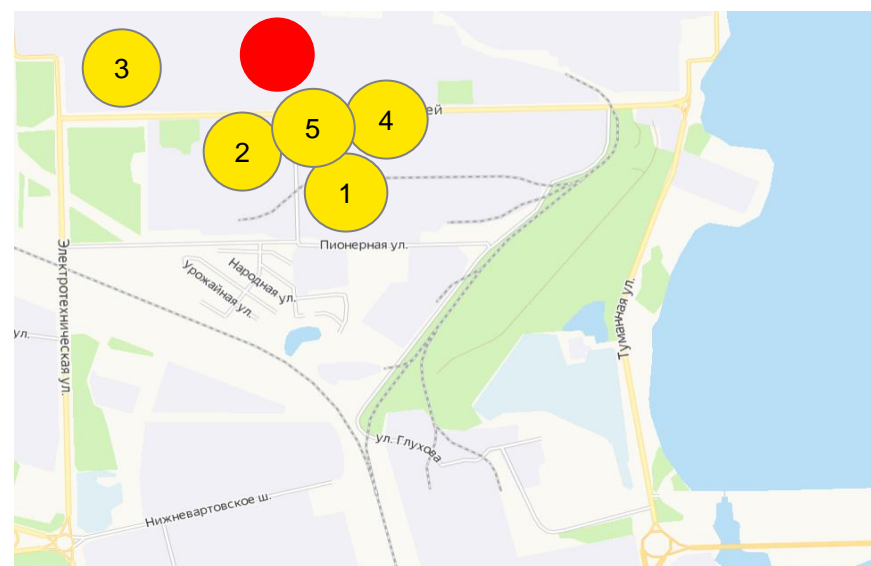 3
4
ей
5
2
1
Пионерная ул.
Народная ул.
Урожайная ул.
Электротехническая ул.
Туманная ул.
ул.
ул. Глухова
Нижневартовское ш.